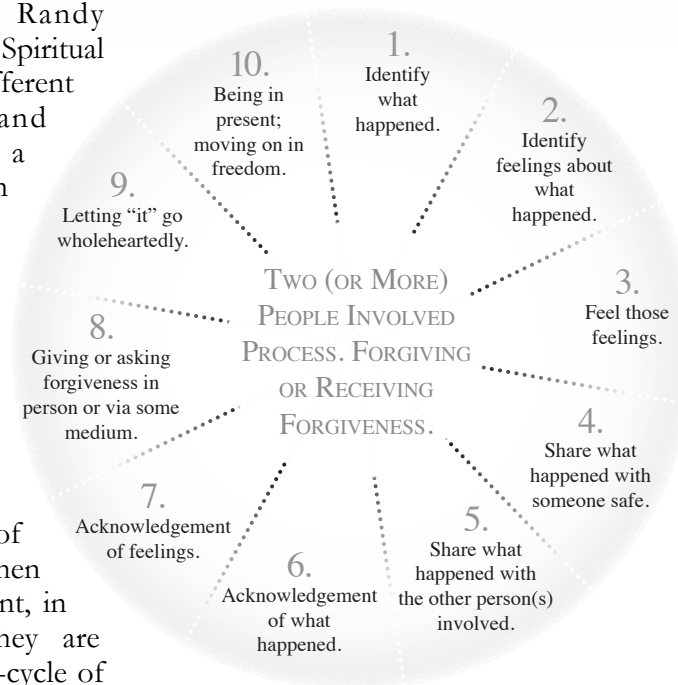 Randy
Spiritual
and
a
TWO (OR MORE)
PEOPLE INVOLVED
PROCESS. FORGIVING
OR RECEIVING
FORGIVENESS.
1.
Identify
what
happened.
2.
Identify
feelings about
what
happened.
3.
Feel those
feelings.
4.
Share what
happened with
someone safe.
5.
Share what
happened with
the other person(s)
involved.
6.
Acknowledgement
of what
happened.
7.
Acknowledgement
of feelings.
8.
Giving or asking
forgiveness in
person or via some
medium.
9.
Letting “it” go
wholeheartedly.
10.
Being in
present;
moving on in
freedom.
of
in
are
-cycle of